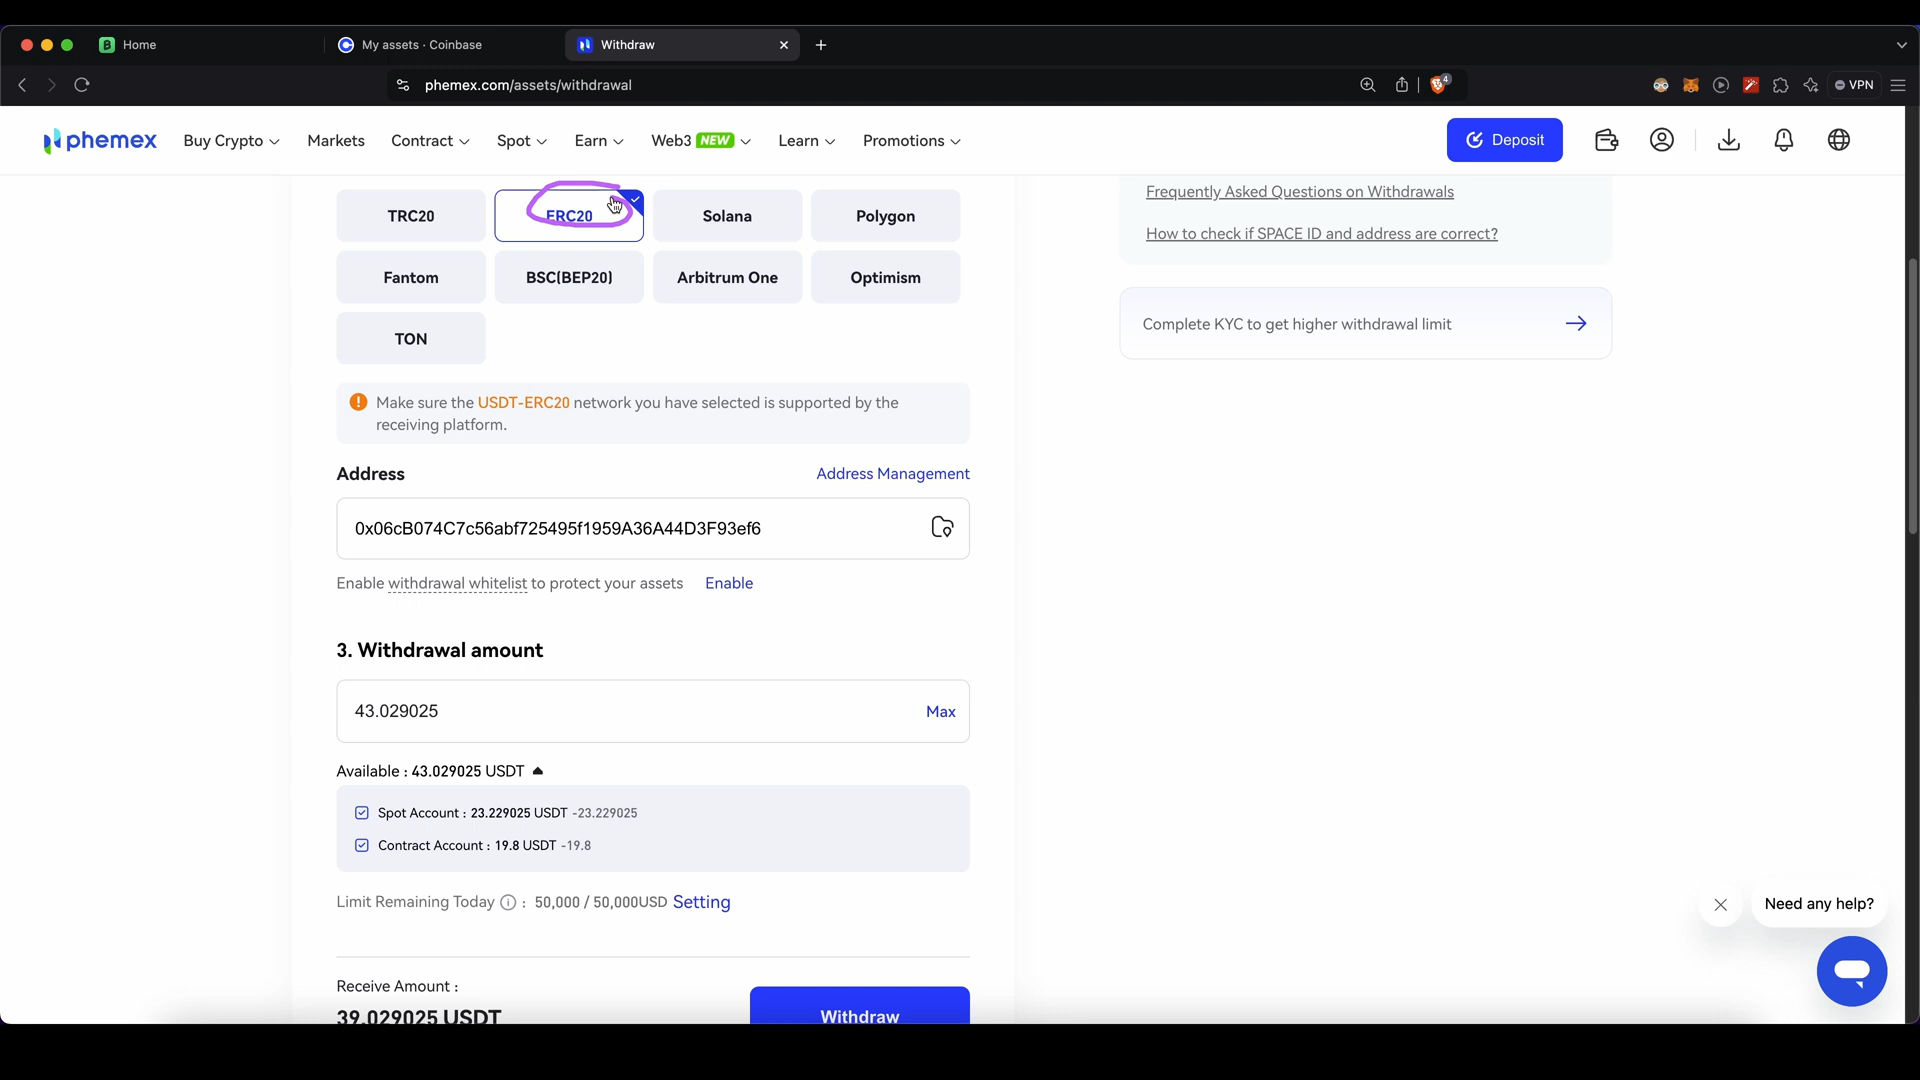 Home
My assets · Coinbase
Withdraw
phemex.com/assets/withdrawal
4
VPN
phemex
Buy Crypto
Markets
Contract
Spot
Earn
Web3 NEW
Learn
Promotions
Deposit
TRC20
ERC20
Solana
Polygon
Fantom
BSC(BEP20)
Arbitrum One
Optimism
TON
Make sure the USDT-ERC20 network you have selected is supported by the
receiving platform.
Address
Address Management
0x06cB074C7c56abf725495f1959A36A44D3F93ef6
Enable withdrawal whitelist to protect your assets Enable
3. Withdrawal amount
43.029025
Max
Available : 43.029025 USDT
Spot Account : 23.229025 USDT -23.229025
Contract Account : 19.8 USDT -19.8
Limit Remaining Today : 50,000 / 50,000USD Setting
Receive Amount :
39.029025 USDT
Withdraw
Frequently Asked Questions on Withdrawals
How to check if SPACE ID and address are correct?
Complete KYC to get higher withdrawal limit
Need any help?